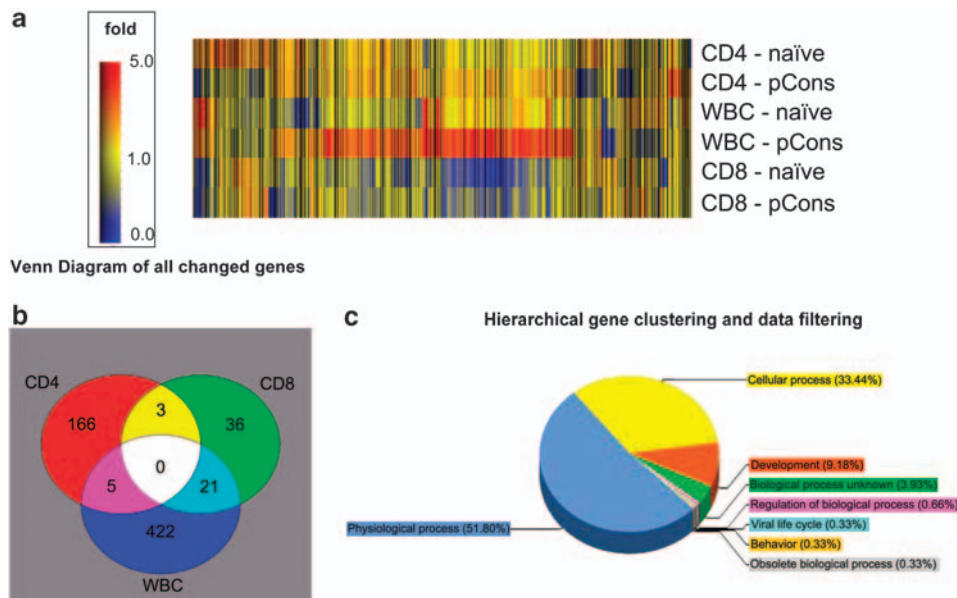 a
fold
5.0
1.0
0.0
CD4 - naïve
CD4 - pCons
WBC - naïve
WBC - pCons
CD8 - naïve
CD8 - pCons
Venn Diagram of all changed genes
b
CD4
CD8
166
3
36
0
5
21
422
WBC
c
Hierarchical gene clustering and data filtering
Cellular process (33.44%)
Development (9.18%)
Biological process unknown (3.93%)
Regulation of biological process (0.66%)
Physiological process (51.80%)
Viral life cycle (0.33%)
Behavior (0.33%)
Obsolete biological process (0.33%)